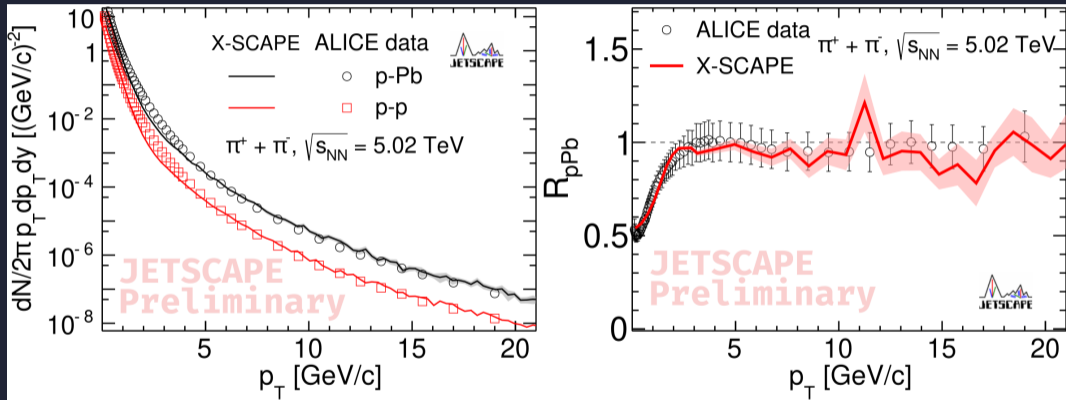 X-SCAPE ALICE data
p-Pb
p-p
π⁺ + π⁻, √s_NN = 5.02 TeV
JETSCAPE
JETSCAPE
Preliminary
dN/2πp_T dp_T dy [(GeV/c)⁻²]
10
1
10⁻²
10⁻⁴
10⁻⁶
10⁻⁸
5 10 15 20
p_T [GeV/c]
ALICE data
X-SCAPE
π⁺ + π⁻, √s_NN = 5.02 TeV
JETSCAPE
Preliminary
JETSCAPE
R_pPb
1.5
1
0.5
0
5 10 15 20
p_T [GeV/c]